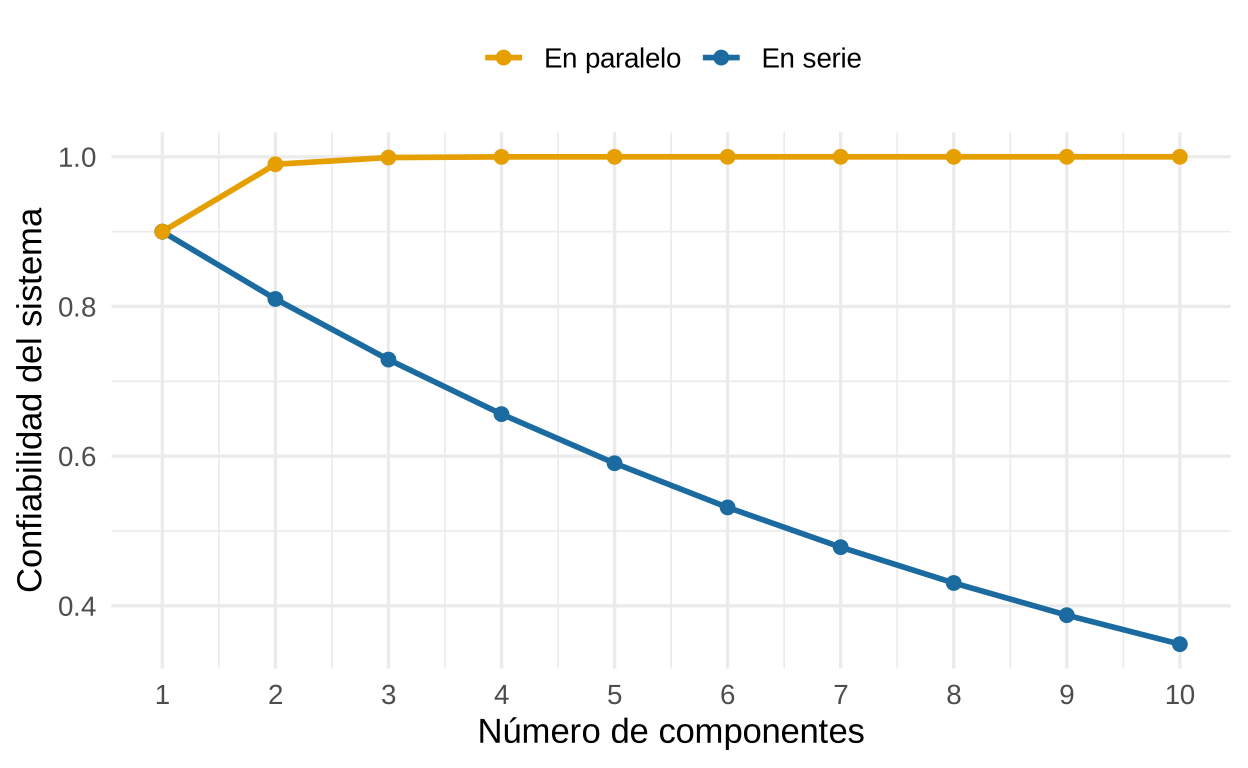 En paralelo En serie
1.0
0.8
0.6
0.4
Confiabilidad del sistema
1 2 3 4 5 6 7 8 9 10
Número de componentes